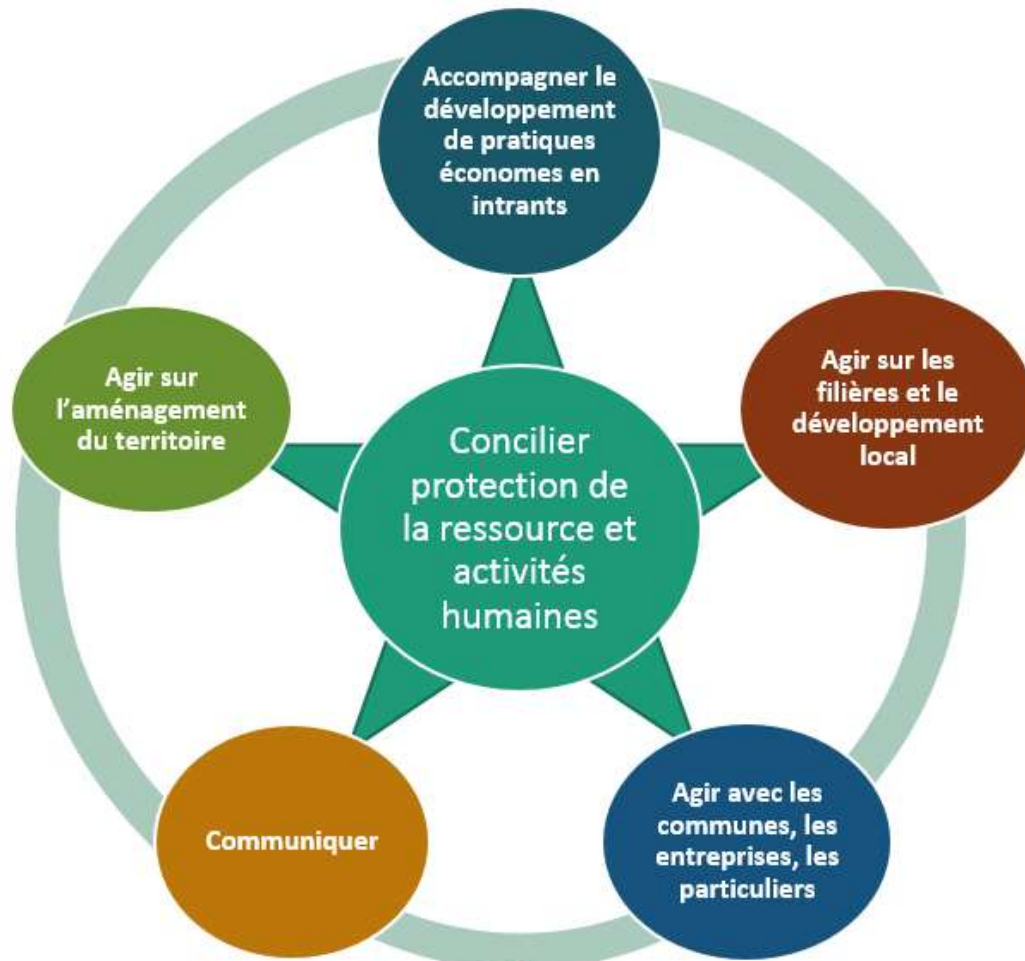 Accompagner le
développement
de pratiques
économes en
intrants
Agir sur les
filières et le
développement
local
Agir avec les
communes, les
entreprises, les
particuliers
Communiquer
Agir sur
l’aménagement
du territoire
Concilier
protection de
la ressource et
activités
humaines